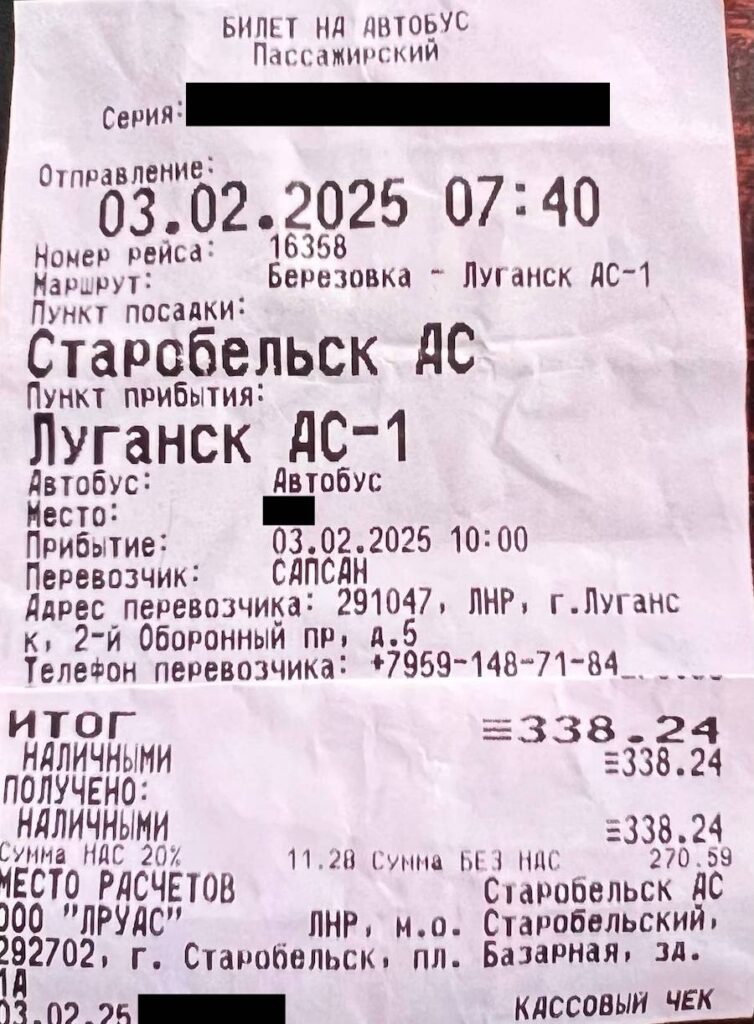 БИЛЕТ НА АВТОБУС
Пассажирский
Серия:
Отправление:
03.02.2025 07:40
Номер рейса: 16358
Маршрут: Березовка - Луганск АС-1
Пункт посадки:
Старобельск АС
Пункт прибытия:
Луганск АС-1
Автобус: Автобус
Место:
Прибытие: 03.02.2025 10:00
Перевозчик: САПСАН
Адрес перевозчика: 291047, ЛНР, г.Луганс
к, 2-й Оборонный пр, д.5
Телефон перевозчика: +7959-148-71-84
ИТОГ ≡338.24
НАЛИЧНЫМИ ≡338.24
ПОЛУЧЕНО:
НАЛИЧНЫМИ ≡338.24
Сумма НДС 20% 11.28 Сумма БЕЗ НДС 270.59
МЕСТО РАСЧЕТОВ Старобельск АС
ООО "ЛРУАС" ЛНР, м.о. Старобельский,
292702, г. Старобельск, пл. Базарная, зд.
1А
03.02.25 КАССОВЫЙ ЧЕК